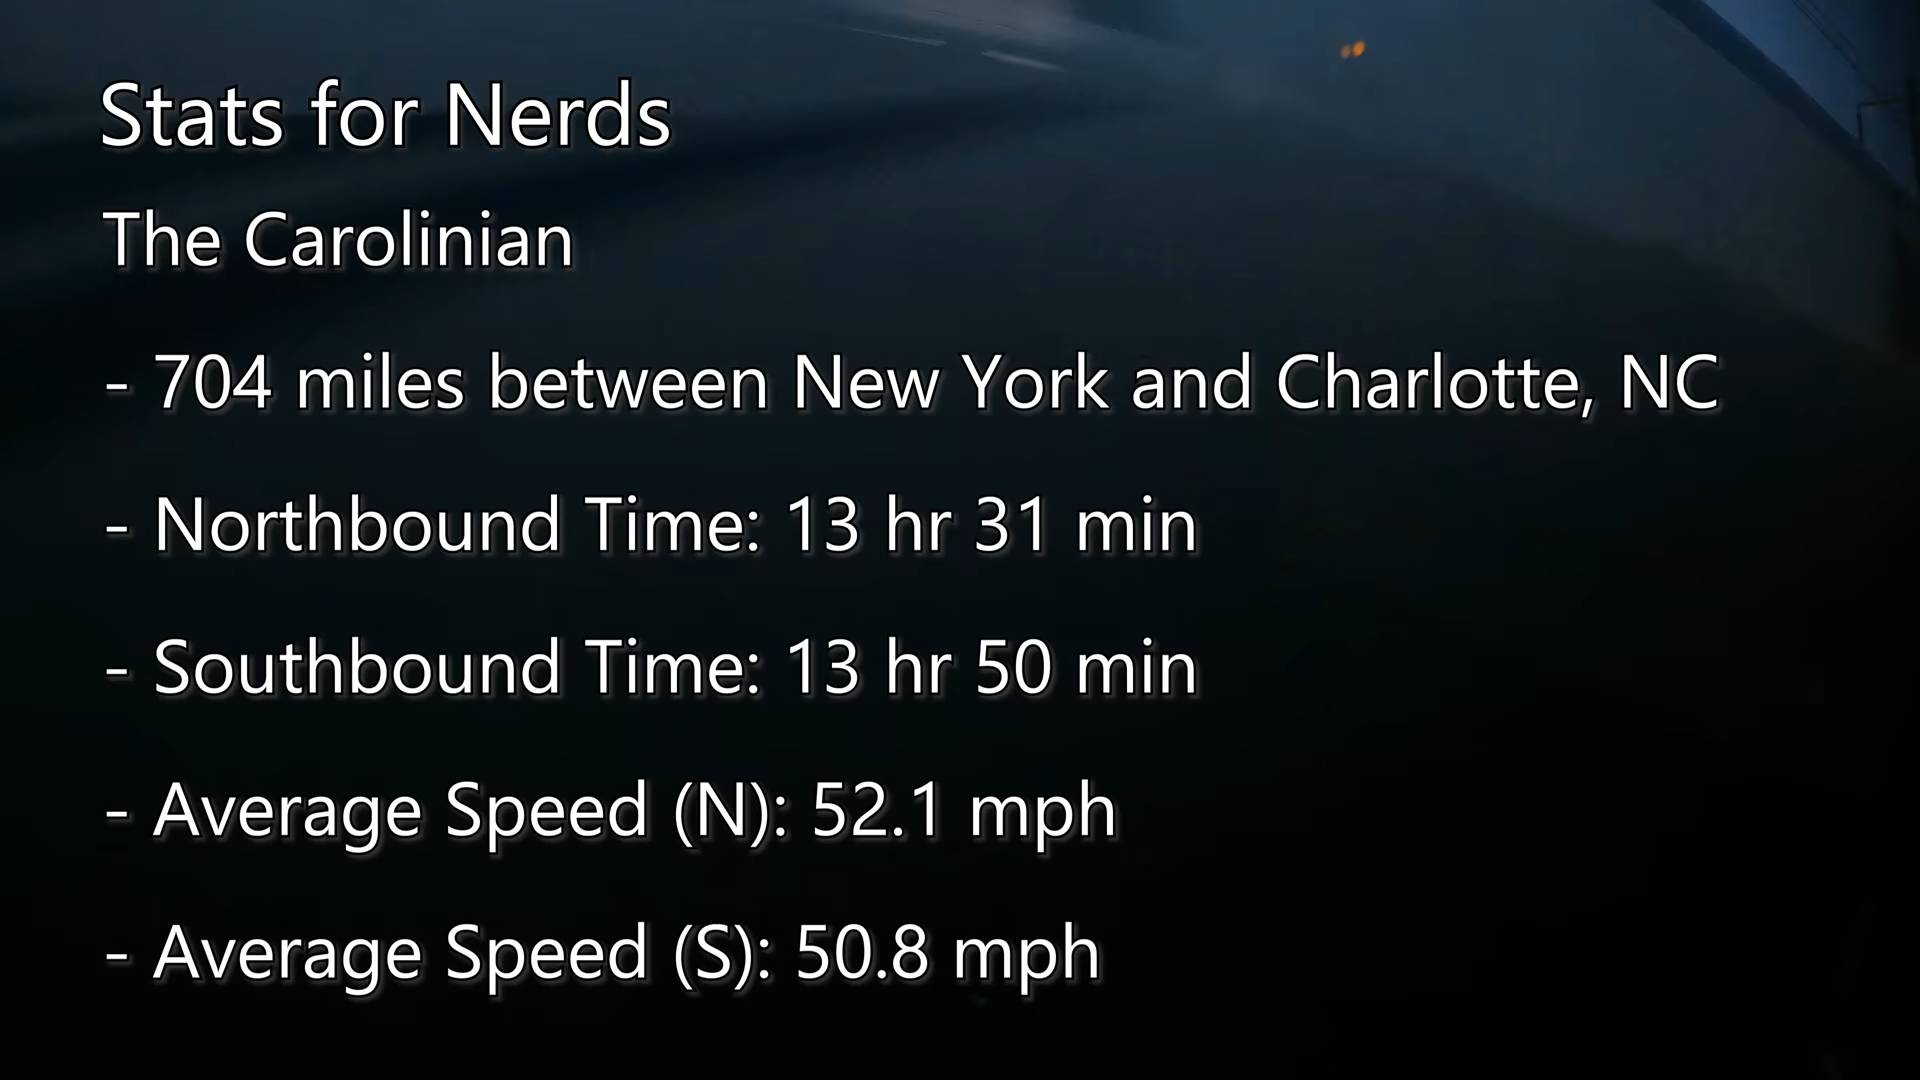 Stats for Nerds
The Carolinian
- 704 miles between New York and Charlotte, NC
- Northbound Time: 13 hr 31 min
- Southbound Time: 13 hr 50 min
- Average Speed (N): 52.1 mph
- Average Speed (S): 50.8 mph